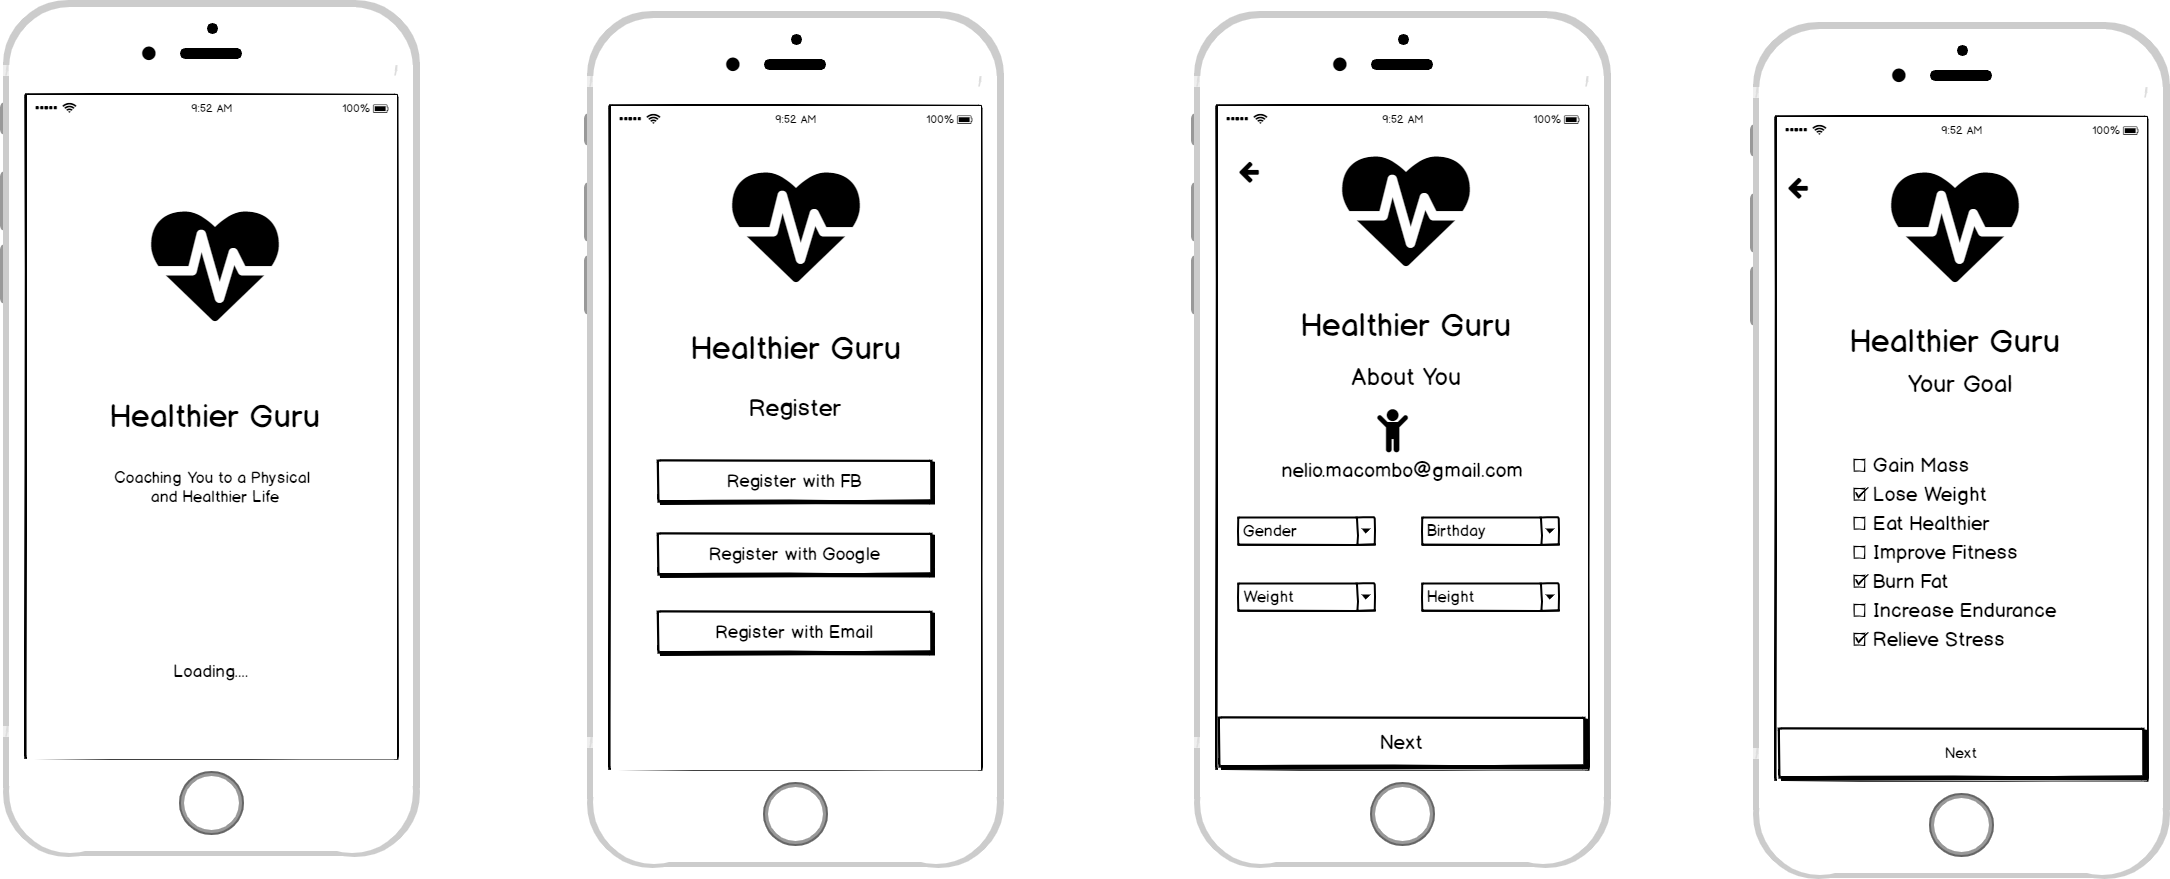 9:52 AM
100%
Healthier Guru
Coaching You to a Physical
and Healthier Life
Loading....
9:52 AM
100%
Healthier Guru
Register
Register with FB
Register with Google
Register with Email
9:52 AM
100%
Healthier Guru
About You
nelio.macombo@gmail.com
Gender
Birthday
Weight
Height
Next
9:52 AM
100%
Healthier Guru
Your Goal
Gain Mass
Lose Weight
Eat Healthier
Improve Fitness
Burn Fat
Increase Endurance
Relieve Stress
Next